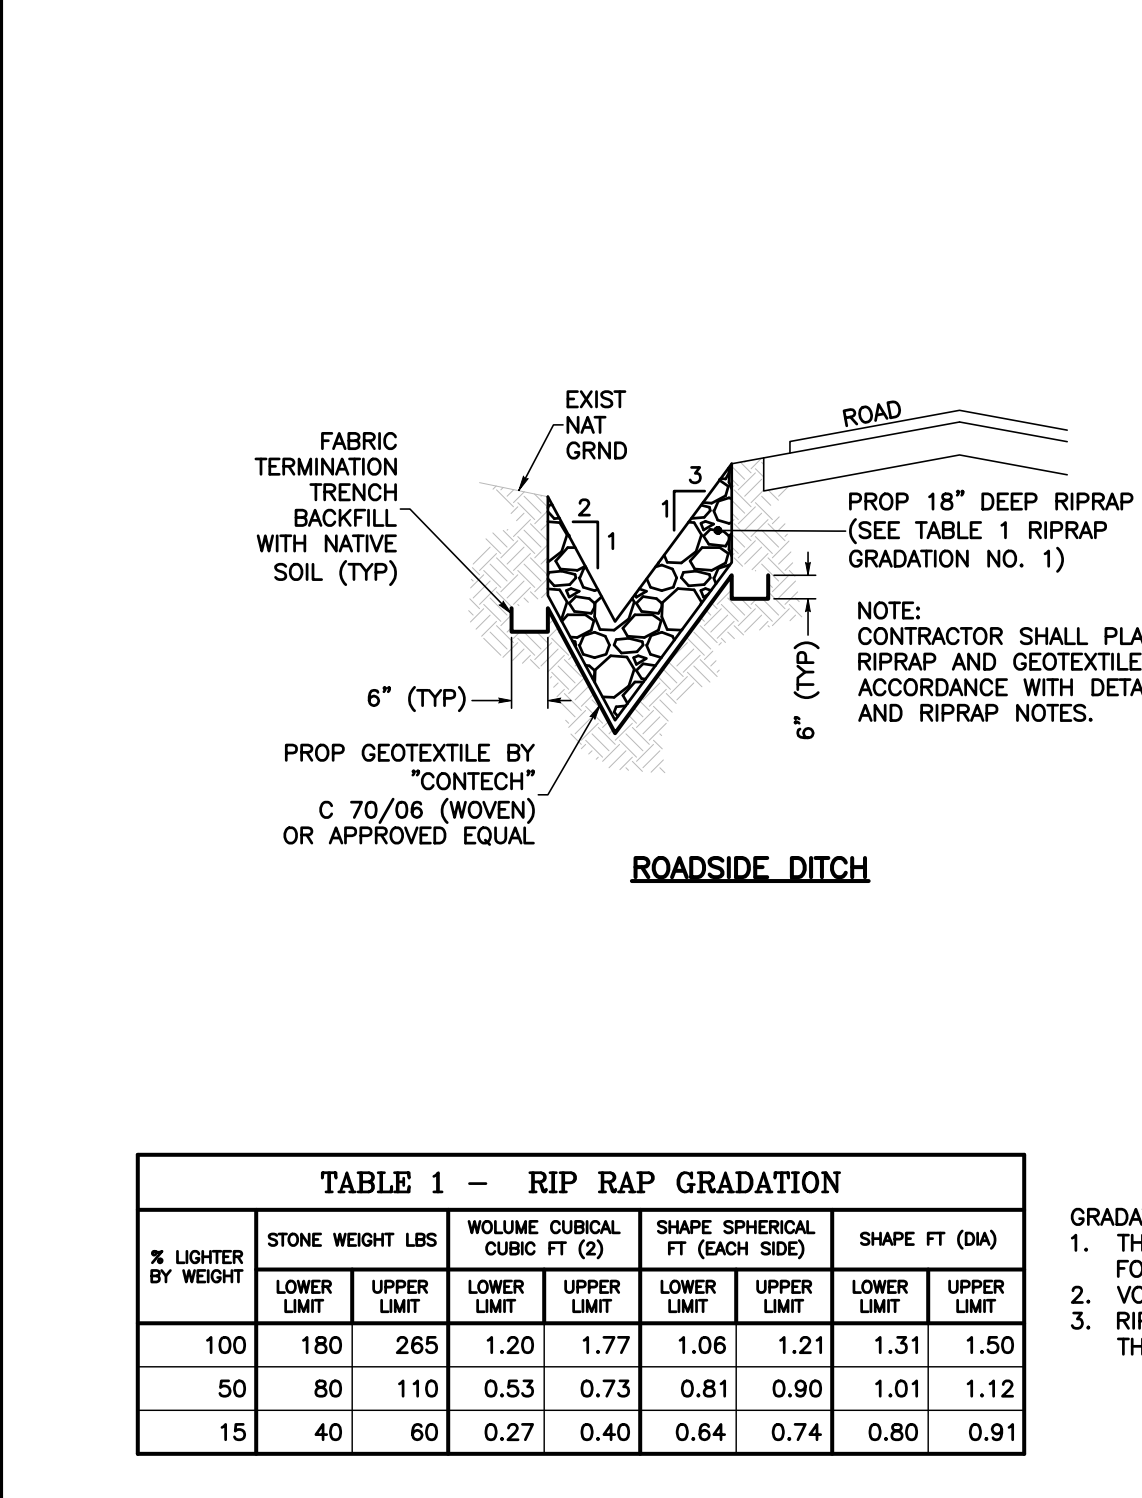 EXIST
NAT
GRND
FABRIC
TERMINATION
TRENCH
BACKFILL
WITH NATIVE
SOIL (TYP)
ROAD
3
1
2
1
PROP 18" DEEP RIPRAP
(SEE TABLE 1 RIPRAP
GRADATION NO. 1)
NOTE:
CONTRACTOR SHALL PLA
RIPRAP AND GEOTEXTILE
ACCORDANCE WITH DETA
AND RIPRAP NOTES.
6" (TYP)
6" (TYP)
PROP GEOTEXTILE BY
"CONTECH"
C 70/06 (WOVEN)
OR APPROVED EQUAL
ROADSIDE DITCH
TABLE 1 – RIP RAP GRADATION
% LIGHTER
BY WEIGHT
STONE WEIGHT LBS
WOLUME CUBICAL
CUBIC FT (2)
SHAPE SPHERICAL
FT (EACH SIDE)
SHAPE FT (DIA)
LOWER LIMIT UPPER LIMIT LOWER LIMIT UPPER LIMIT LOWER LIMIT UPPER LIMIT LOWER LIMIT UPPER LIMIT
100 180 265 1.20 1.77 1.06 1.21 1.31 1.50
50 80 110 0.53 0.73 0.81 0.90 1.01 1.12
15 40 60 0.27 0.40 0.64 0.74 0.80 0.91
GRADA
1. TH
FO
2. VO
3. RIP
TH